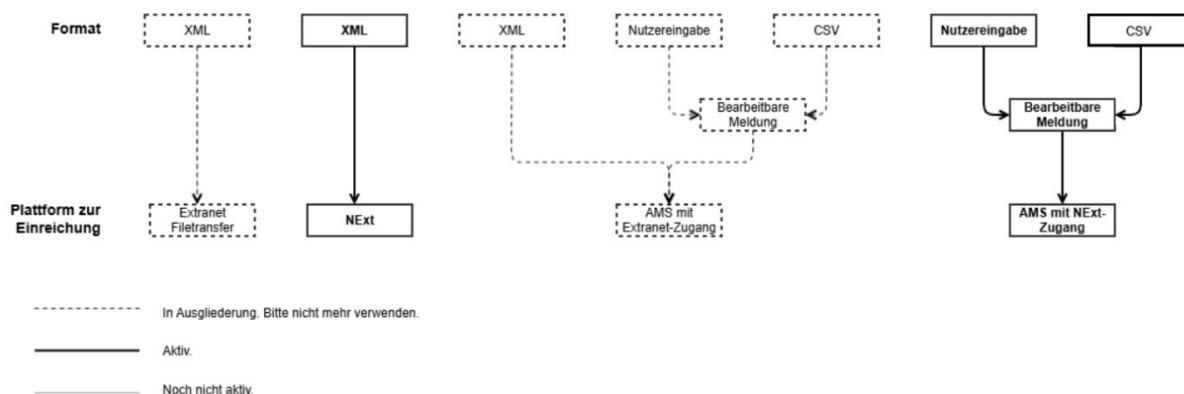 Format
XML
XML
XML
Nutzereingabe
CSV
Nutzereingabe
CSV
Bearbeitbare
Meldung
Bearbeitbare
Meldung
Plattform zur
Einreichung
Extranet
Filetransfer
NExt
AMS mit
Extranet-Zugang
AMS mit NExt-
Zugang
In Ausgliederung. Bitte nicht mehr verwenden.
Aktiv.
Noch nicht aktiv.